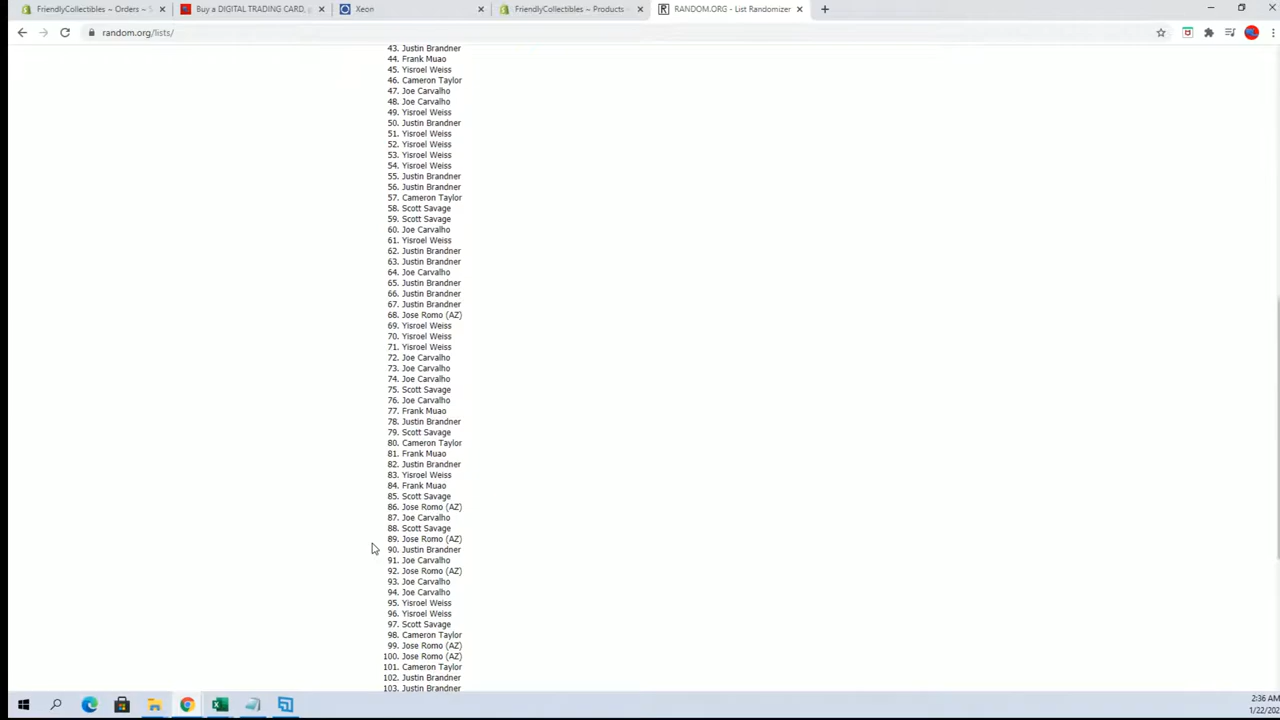 FriendlyCollectibles ~ Orders ~ S
Buy a DIGITAL TRADING CARD, g
Xeon
FriendlyCollectibles ~ Products ~
RANDOM.ORG - List Randomizer
random.org/lists/
43. Justin Brandner
44. Frank Muao
45. Yisroel Weiss
46. Cameron Taylor
47. Joe Carvalho
48. Joe Carvalho
49. Yisroel Weiss
50. Justin Brandner
51. Yisroel Weiss
52. Yisroel Weiss
53. Yisroel Weiss
54. Yisroel Weiss
55. Justin Brandner
56. Justin Brandner
57. Cameron Taylor
58. Scott Savage
59. Scott Savage
60. Joe Carvalho
61. Yisroel Weiss
62. Justin Brandner
63. Justin Brandner
64. Joe Carvalho
65. Justin Brandner
66. Justin Brandner
67. Justin Brandner
68. Jose Romo (AZ)
69. Yisroel Weiss
70. Yisroel Weiss
71. Yisroel Weiss
72. Joe Carvalho
73. Joe Carvalho
74. Joe Carvalho
75. Scott Savage
76. Joe Carvalho
77. Frank Muao
78. Justin Brandner
79. Scott Savage
80. Cameron Taylor
81. Frank Muao
82. Justin Brandner
83. Yisroel Weiss
84. Frank Muao
85. Scott Savage
86. Jose Romo (AZ)
87. Joe Carvalho
88. Scott Savage
89. Jose Romo (AZ)
90. Justin Brandner
91. Joe Carvalho
92. Jose Romo (AZ)
93. Joe Carvalho
94. Joe Carvalho
95. Yisroel Weiss
96. Yisroel Weiss
97. Scott Savage
98. Cameron Taylor
99. Jose Romo (AZ)
100. Jose Romo (AZ)
101. Cameron Taylor
102. Justin Brandner
103. Justin Brandner
2:36 AM
1/22/202